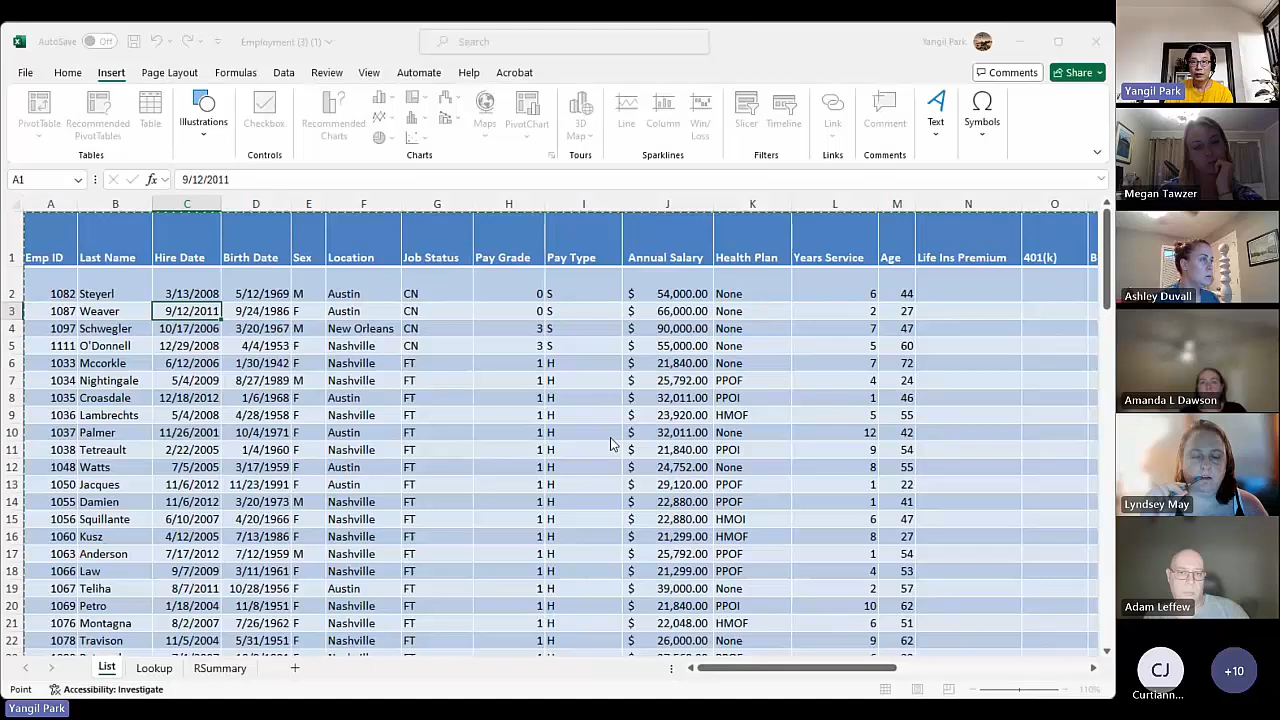 AutoSave Off Employment (3) (1) Search Yangil Park
File Home Insert Page Layout Formulas Data Review View Automate Help Acrobat Comments Share
PivotTable Recommended PivotTables Table Illustrations Checkbox Recommended Charts Maps PivotChart 3D Map Line Column Win/Loss Slicer Timeline Link Comment Text Symbols
Tables Controls Charts Tours Sparklines Filters Links Comments
A1 fx 9/12/2011
A B C D E F G H I J K L M N O
1 Emp ID Last Name Hire Date Birth Date Sex Location Job Status Pay Grade Pay Type Annual Salary Health Plan Years Service Age Life Ins Premium 401(k)
2 1082 Steyerl 3/13/2008 5/12/1969 M Austin CN 0 S $ 54,000.00 None 6 44
3 1087 Weaver 9/12/2011 9/24/1986 F Austin CN 0 S $ 66,000.00 None 2 27
4 1097 Schwegler 10/17/2006 3/20/1967 M New Orleans CN 3 S $ 90,000.00 None 7 47
5 1111 O'Donnell 12/29/2008 4/4/1953 F Nashville CN 3 S $ 55,000.00 None 5 60
6 1033 Mccorkle 6/12/2006 1/30/1942 F Nashville FT 1 H $ 21,840.00 None 7 72
7 1034 Nightingale 5/4/2009 8/27/1989 M Nashville FT 1 H $ 25,792.00 PPOF 4 24
8 1035 Croasdale 12/18/2012 1/6/1968 F Austin FT 1 H $ 32,011.00 PPOI 1 46
9 1036 Lambrechts 5/4/2008 4/28/1958 F Nashville FT 1 H $ 23,920.00 HMOF 5 55
10 1037 Palmer 11/26/2001 10/4/1971 F Austin FT 1 H $ 32,011.00 None 12 42
11 1038 Tetreault 2/22/2005 1/4/1960 F Nashville FT 1 H $ 21,840.00 PPOI 9 54
12 1048 Watts 7/5/2005 3/17/1959 F Austin FT 1 H $ 24,752.00 None 8 55
13 1050 Jacques 11/6/2012 11/23/1991 F Austin FT 1 H $ 29,120.00 PPOF 1 22
14 1055 Damien 11/6/2012 3/20/1973 M Nashville FT 1 H $ 22,880.00 PPOF 1 41
15 1056 Squillante 6/10/2007 4/20/1966 F Nashville FT 1 H $ 22,880.00 HMOI 6 47
16 1060 Kusz 4/12/2005 7/13/1986 F Nashville FT 1 H $ 21,299.00 HMOF 8 27
17 1063 Anderson 7/17/2012 7/12/1959 M Nashville FT 1 H $ 25,792.00 PPOF 1 54
18 1066 Law 9/7/2009 3/11/1961 F Nashville FT 1 H $ 21,299.00 PPOF 4 53
19 1067 Teliha 8/7/2011 10/28/1956 F Austin FT 1 H $ 39,000.00 PPOF 2 57
20 1069 Petro 1/18/2004 11/8/1951 F Nashville FT 1 H $ 21,840.00 PPOI 10 62
21 1076 Montagna 8/2/2007 7/26/1962 F Nashville FT 1 H $ 22,048.00 HMOF 6 51
22 1078 Travison 11/5/2004 5/31/1951 F Nashville FT 1 H $ 26,000.00 None 9 62
List Lookup RSummary
Point Accessibility: Investigate 110%
Yangil Park
Yangil Park
Megan Tawzer
Ashley Duvall
Amanda L Dawson
Lyndsey May
Adam Leffew
CJ +10
Curtiann...